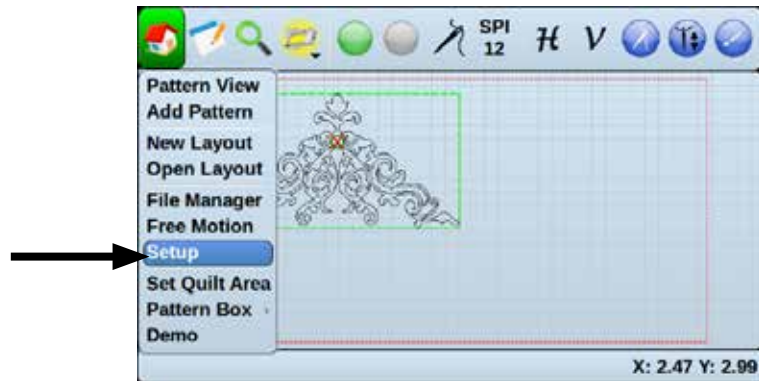 SPI
12
H V
Pattern View
Add Pattern
New Layout
Open Layout
File Manager
Free Motion
Setup
Set Quilt Area
Pattern Box
Demo
X: 2.47 Y: 2.99